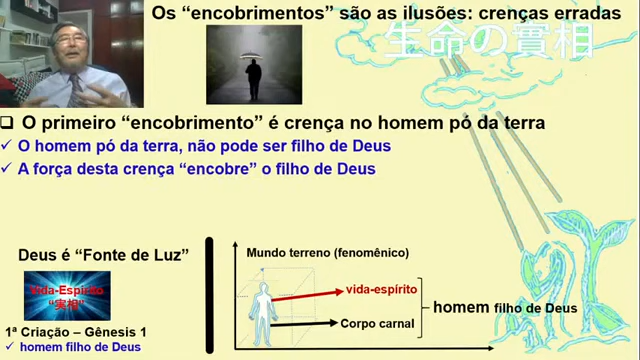 Os “encobrimentos” são as ilusões: crenças erradas
生命の實相
❑ O primeiro “encobrimento” é crença no homem pó da terra
✓ O homem pó da terra, não pode ser filho de Deus
✓ A força desta crença “encobre” o filho de Deus
Deus é “Fonte de Luz”
Vida-Espírito
“実相”
1ª Criação – Gênesis 1
✓ homem filho de Deus
Mundo terreno (fenomênico)
vida-espírito
Corpo carnal
homem filho de Deus